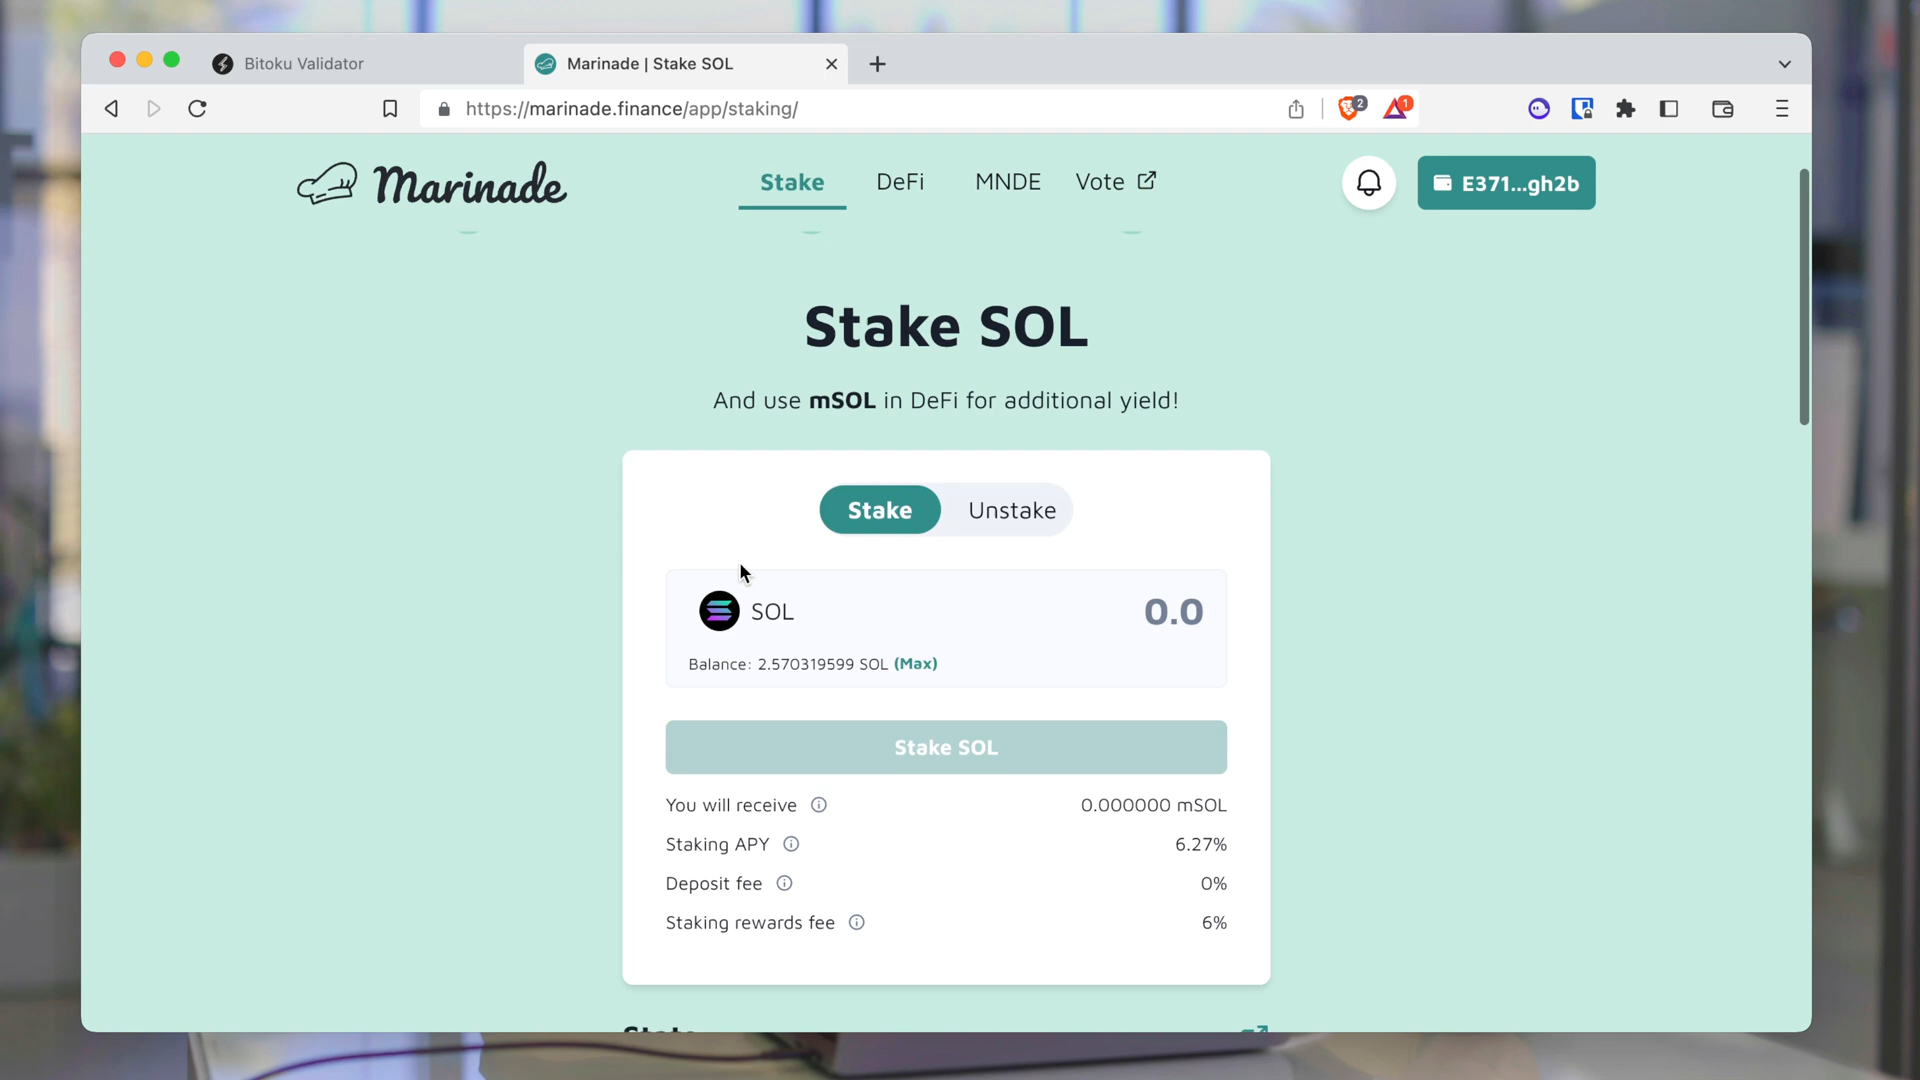 Bitoku Validator
Marinade | Stake SOL
https://marinade.finance/app/staking/
2
1
Marinade
Stake
DeFi
MNDE
Vote
E371...gh2b
Stake SOL
And use mSOL in DeFi for additional yield!
Stake
Unstake
SOL
0.0
Balance: 2.570319599 SOL (Max)
Stake SOL
You will receive
0.000000 mSOL
Staking APY
6.27%
Deposit fee
0%
Staking rewards fee
6%